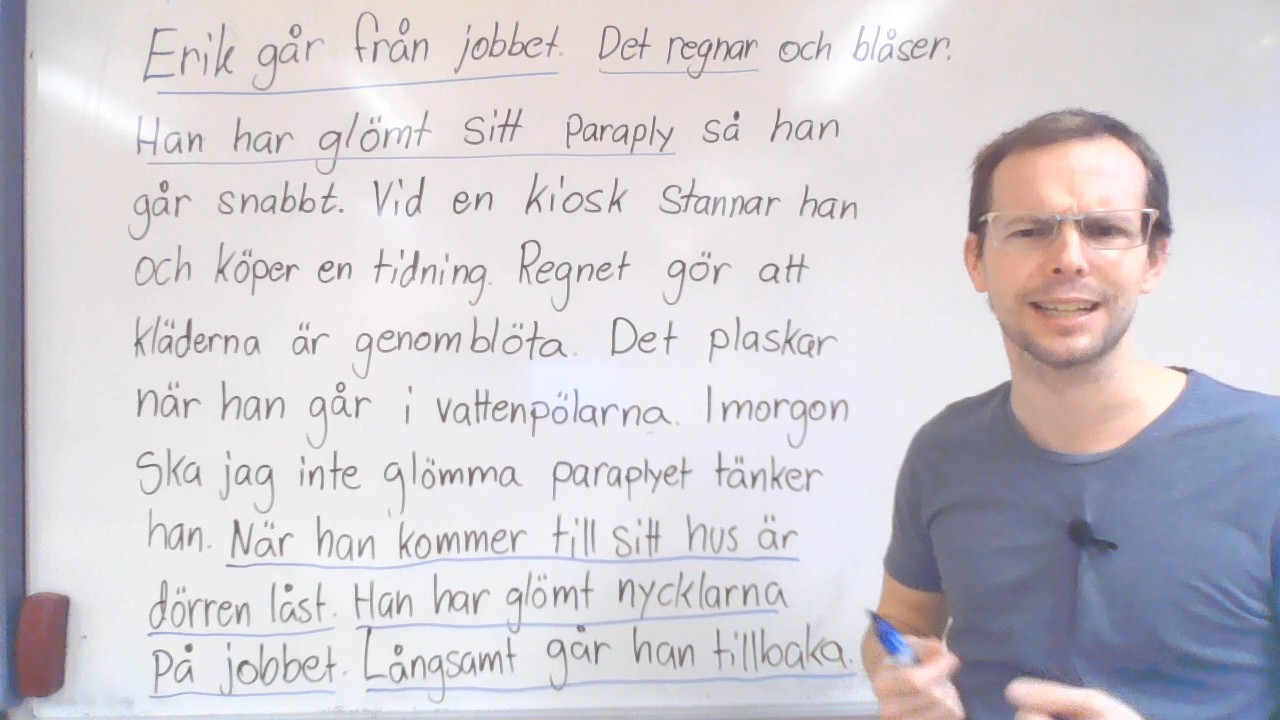 Erik går från jobbet. Det regnar och blåser.
Han har glömt sitt paraply så han
går snabbt. Vid en kiosk stannar han
och köper en tidning. Regnet gör att
kläderna är genomblöta. Det plaskar
när han går i vattenpölarna. Imorgon
ska jag inte glömma paraplyet tänker
han. När han kommer till sitt hus är
dörren låst. Han har glömt nycklarna
på jobbet. Långsamt går han tillbaka.